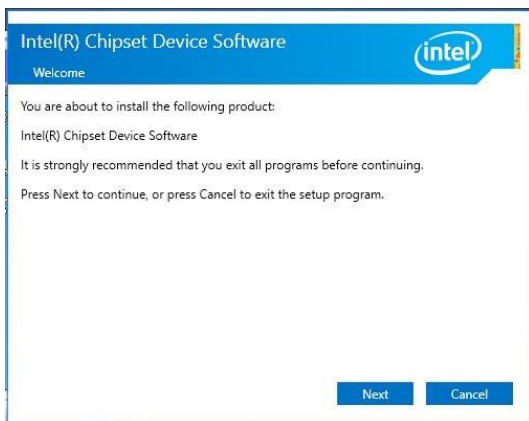 Intel(R) Chipset Device Software
intel
Welcome
You are about to install the following product:
Intel(R) Chipset Device Software
It is strongly recommended that you exit all programs before continuing.
Press Next to continue, or press Cancel to exit the setup program.
Next
Cancel